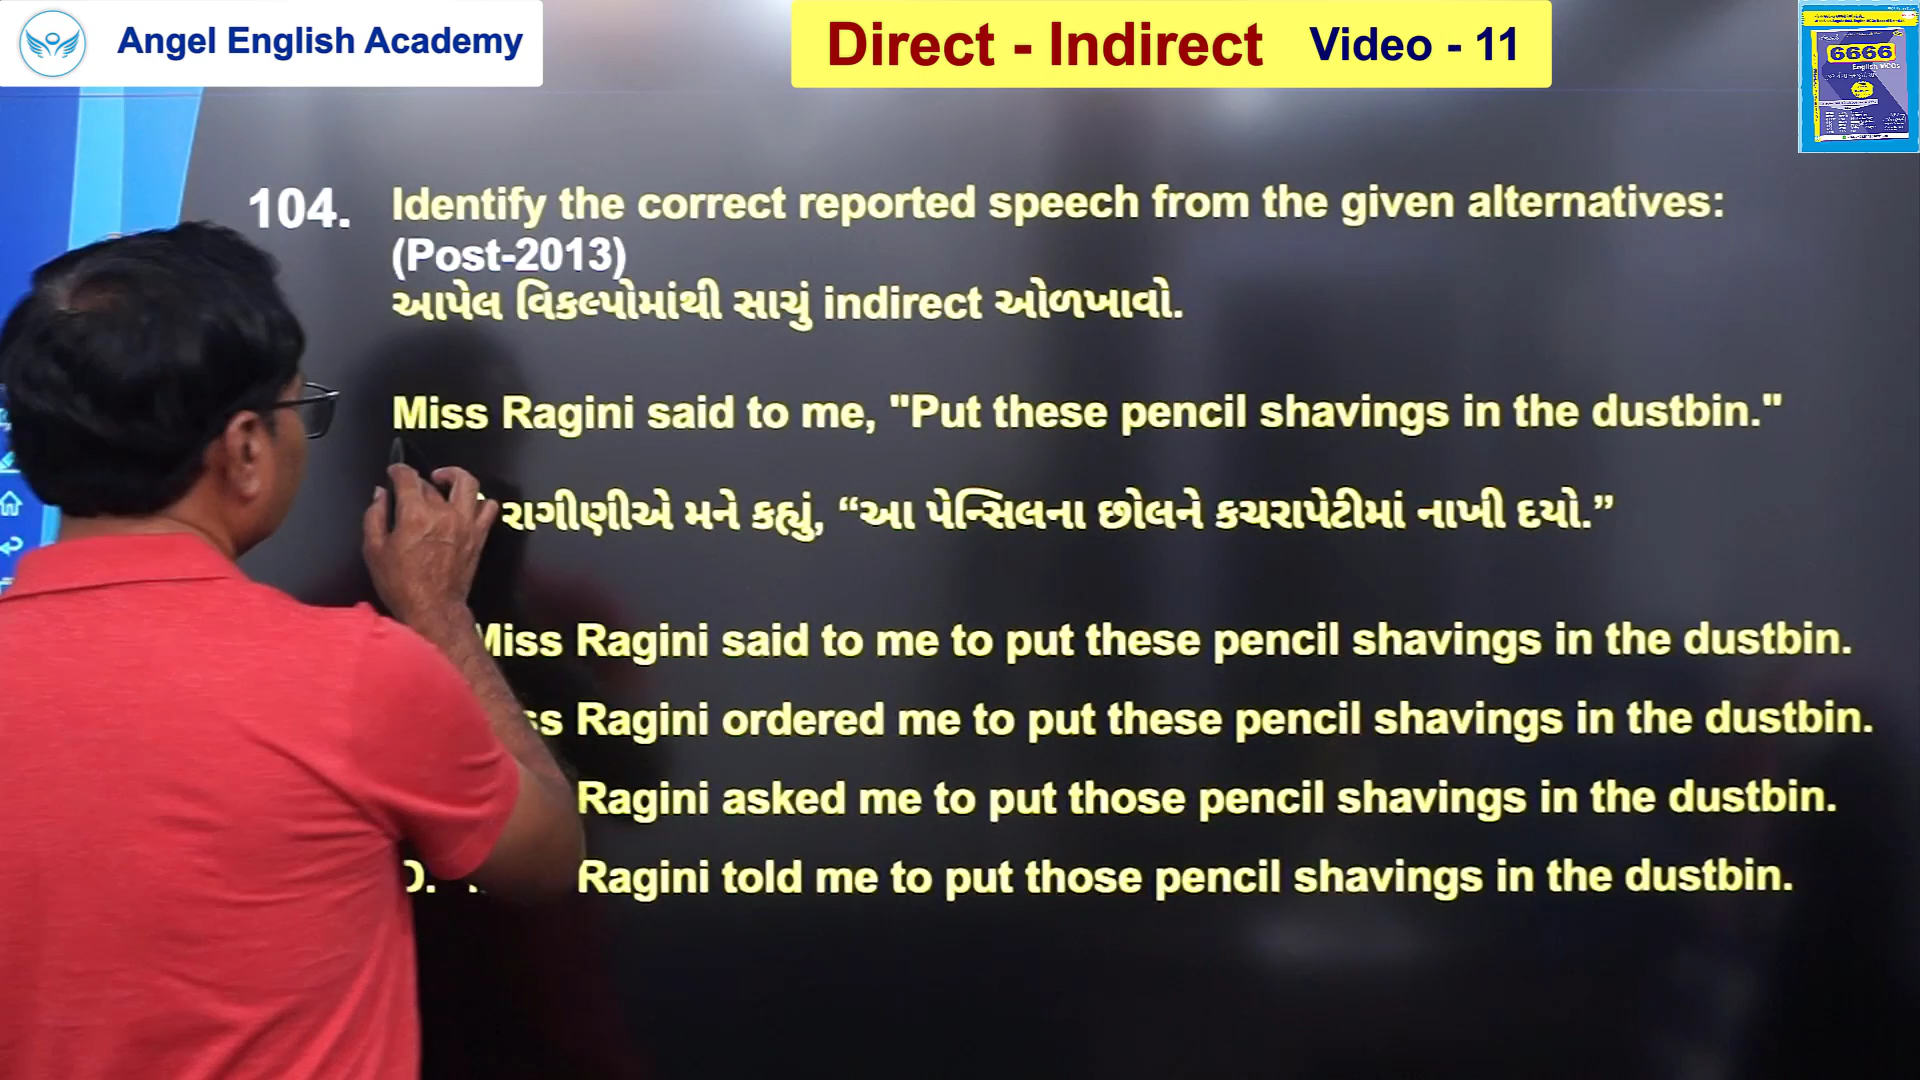 Angel English Academy
Direct - Indirect Video - 11
6666
English MCQs
104. Identify the correct reported speech from the given alternatives:
(Post-2013)
આપેલ વિકલ્પોમાંથી સાચું indirect ઓળખાવો.
Miss Ragini said to me, "Put these pencil shavings in the dustbin."
રાગીણીએ મને કહ્યું, “આ પેન્સિલના છોલને કચરાપેટીમાં નાખી દયો.”
Miss Ragini said to me to put these pencil shavings in the dustbin.
Ragini ordered me to put these pencil shavings in the dustbin.
Ragini asked me to put those pencil shavings in the dustbin.
D. Ragini told me to put those pencil shavings in the dustbin.